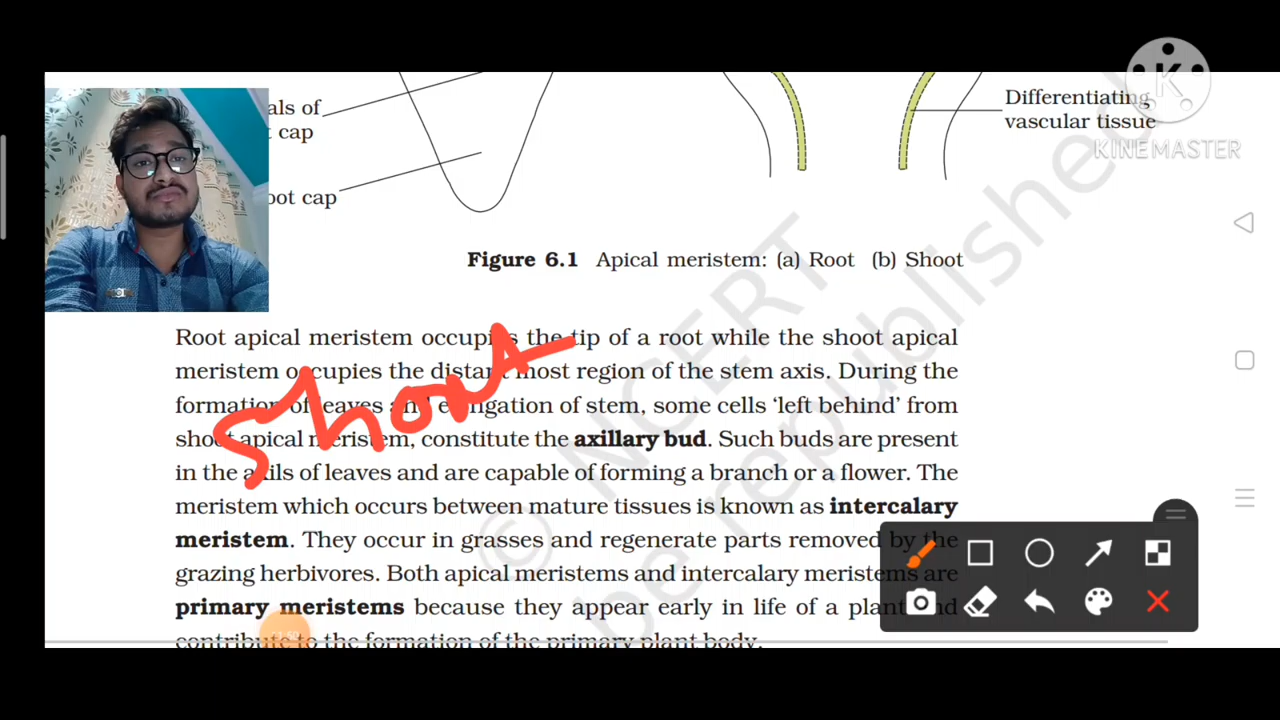 als of
t cap
oot cap
Differentiating
vascular tissue
KINEMASTER
Figure 6.1 Apical meristem: (a) Root (b) Shoot
Root apical meristem occupies the tip of a root while the shoot apical
meristem occupies the distant most region of the stem axis. During the
formation of leaves and elongation of stem, some cells ‘left behind’ from
shoot apical meristem, constitute the axillary bud. Such buds are present
in the axils of leaves and are capable of forming a branch or a flower. The
meristem which occurs between mature tissues is known as intercalary
meristem. They occur in grasses and regenerate parts removed by the
grazing herbivores. Both apical meristems and intercalary meristems are
primary meristems because they appear early in life of a plant and
contribute to the formation of the primary plant body.
© NCERT
be republished